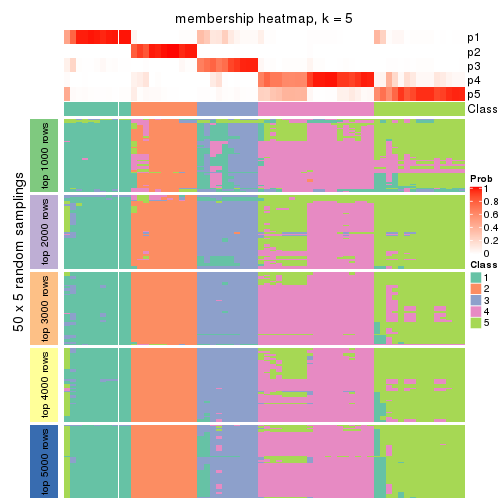 membership heatmap, k = 5
p1
p2
p3
p4
p5
Class
50 x 5 random samplings
top 1000 rows
top 2000 rows
top 3000 rows
top 4000 rows
top 5000 rows
Prob
1
0.8
0.6
0.4
0.2
0
Class
1
2
3
4
5